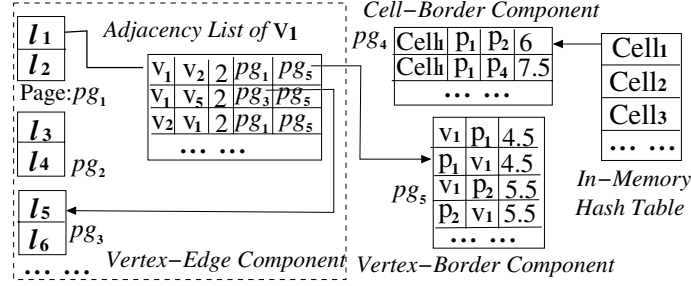 l1
l2
Page:pg1
l3
l4
pg2
l5
l6
pg3
... ...
Adjacency List of v1
v1 v2 2 pg1 pg5
v1 v5 2 pg3 pg5
v2 v1 2 pg1 pg5
... ...
Vertex−Edge Component
Cell−Border Component
pg4
Cell1 p1 p2 6
Cell1 p1 p4 7.5
... ...
v1 p1 4.5
p1 v1 4.5
v1 p2 5.5
p2 v1 5.5
... ...
pg5
Vertex−Border Component
Cell1
Cell2
Cell3
... ...
In−Memory
Hash Table